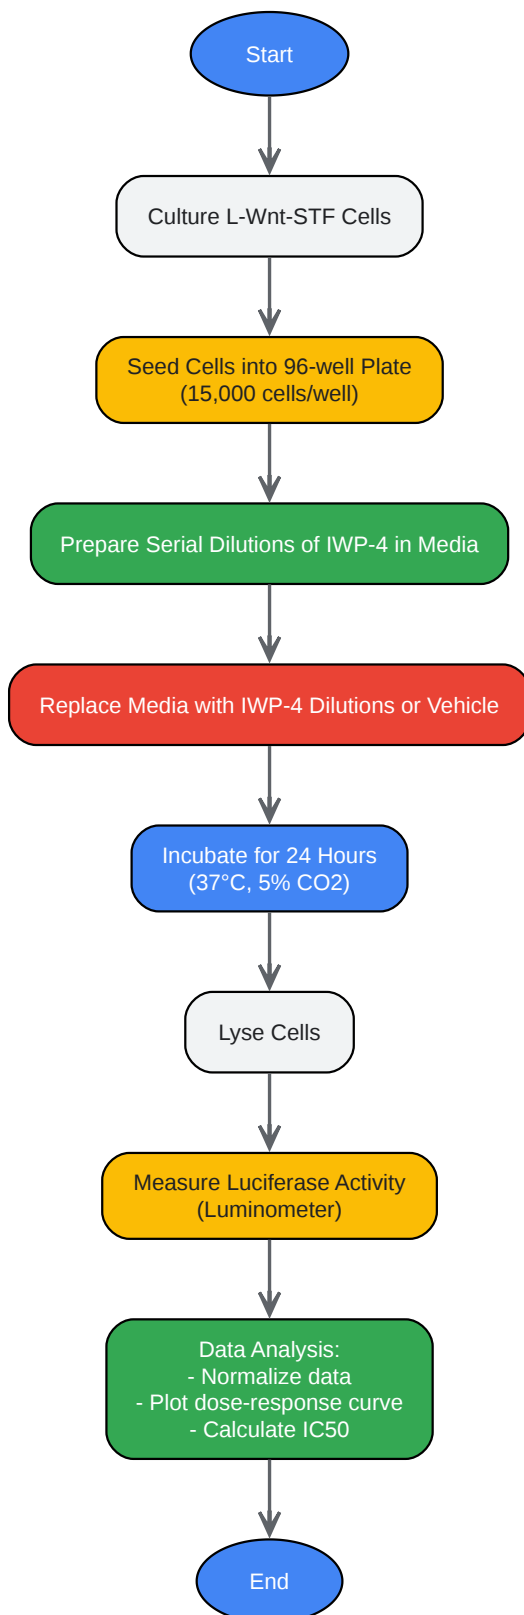 Start
Culture L-Wnt-STF Cells
Seed Cells into 96-well Plate
(15,000 cells/well)
Prepare Serial Dilutions of IWP-4 in Media
Replace Media with IWP-4 Dilutions or Vehicle
Incubate for 24 Hours
(37°C, 5% CO2)
Lyse Cells
Measure Luciferase Activity
(Luminometer)
Data Analysis:
- Normalize data
- Plot dose-response curve
- Calculate IC50
End